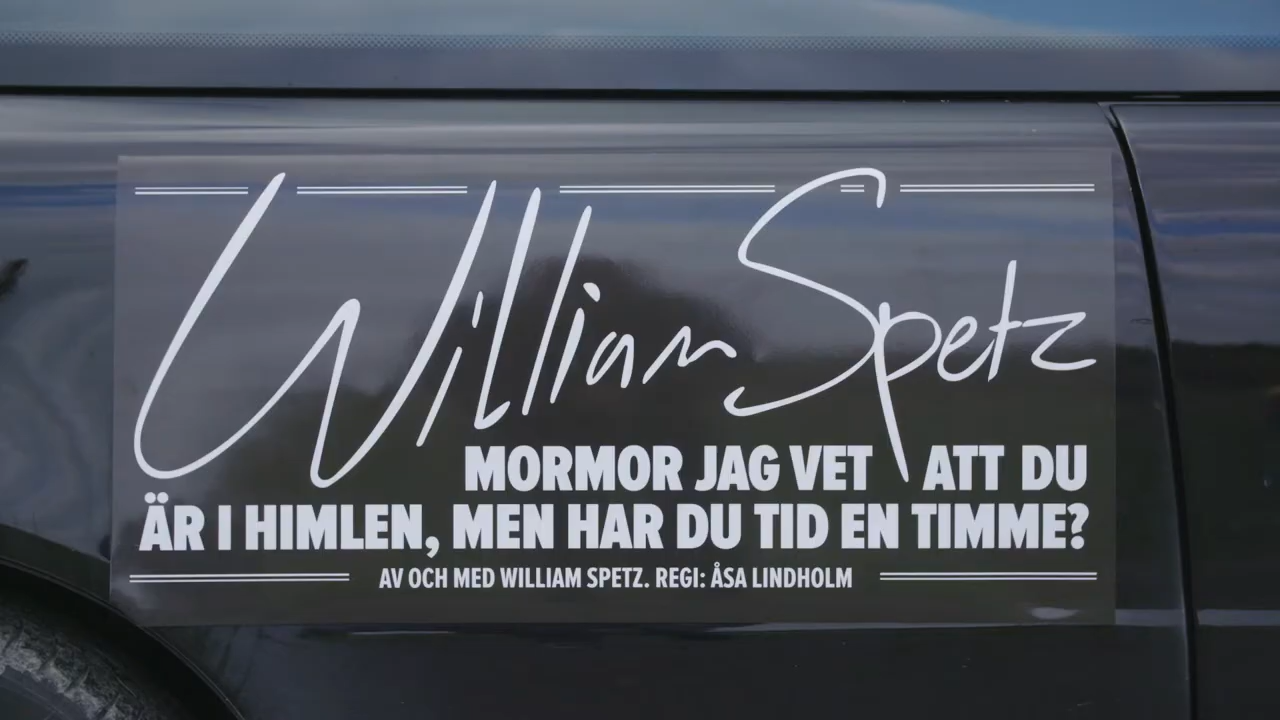 William Spetz
MORMOR JAG VET ATT DU
ÄR I HIMLEN, MEN HAR DU TID EN TIMME?
AV OCH MED WILLIAM SPETZ. REGI: ÅSA LINDHOLM